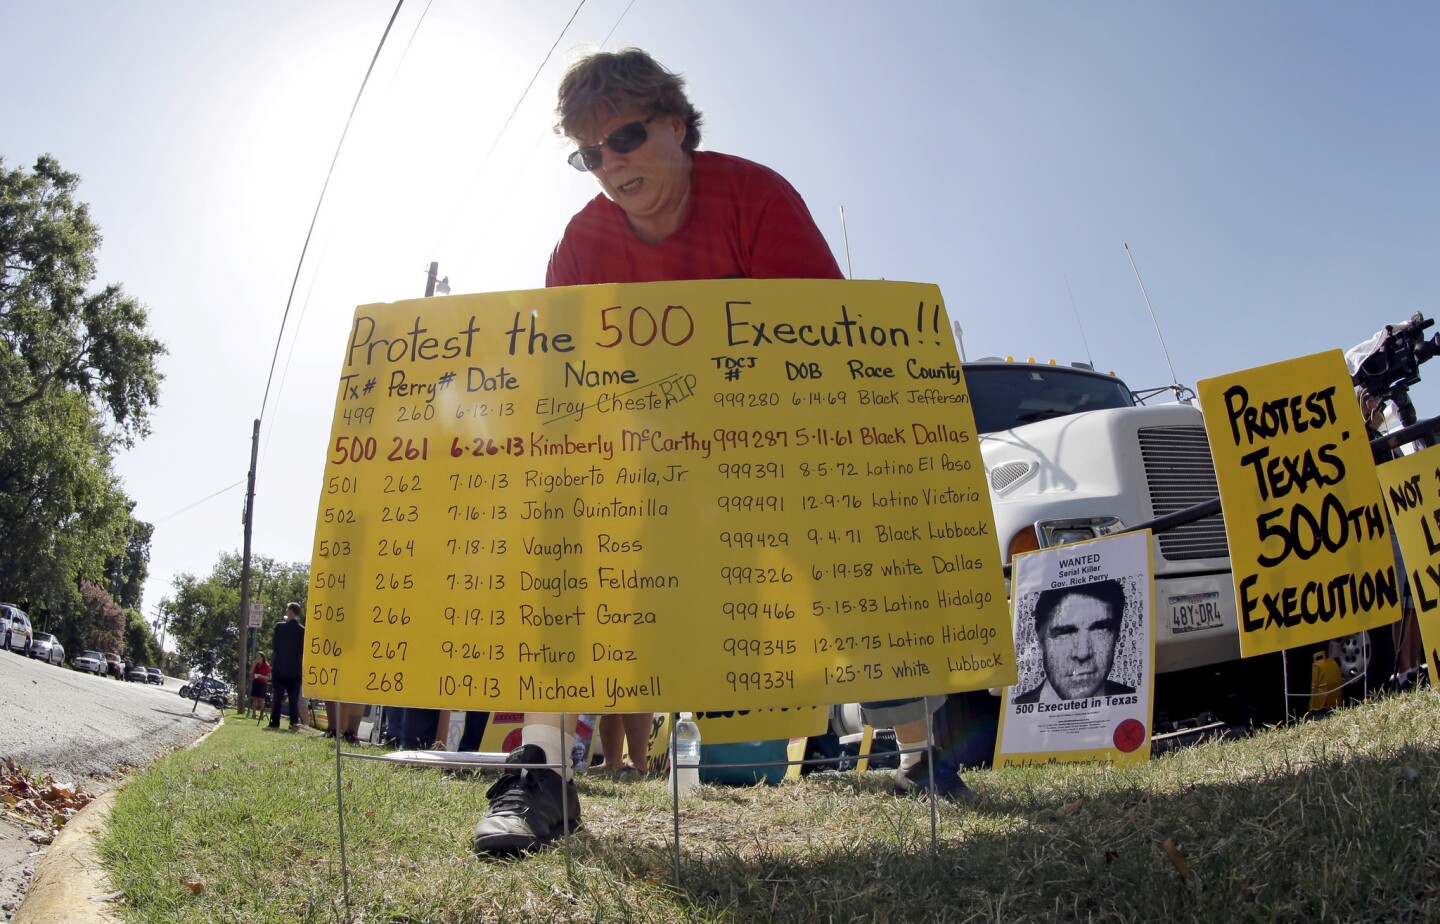 Protest the 500 Execution!!
Tx# Perry# Date Name TDCJ # DOB Race County
499 260 6·12·13 Elroy Chester RIP 999280 6·14·69 Black Jefferson
500 261 6·26·13 Kimberly McCarthy 999287 5·11·61 Black Dallas
501 262 7·10·13 Rigoberto Avila, Jr. 999391 8·5·72 Latino El Paso
502 263 7·16·13 John Quintanilla 999491 12·9·76 Latino Victoria
503 264 7·18·13 Vaughn Ross 999429 9·4·71 Black Lubbock
504 265 7·31·13 Douglas Feldman 999326 6·19·58 white Dallas
505 266 9·19·13 Robert Garza 999466 5·15·83 Latino Hidalgo
506 267 9·26·13 Arturo Diaz 999345 12·27·75 Latino Hidalgo
507 268 10·9·13 Michael Yowell 999334 1·25·75 white Lubbock
WANTED
Serial Killer
Gov. Rick Perry
500 Executed in Texas
48Y DR4
PROTEST
TEXAS'
500TH
EXECUTION
NOT